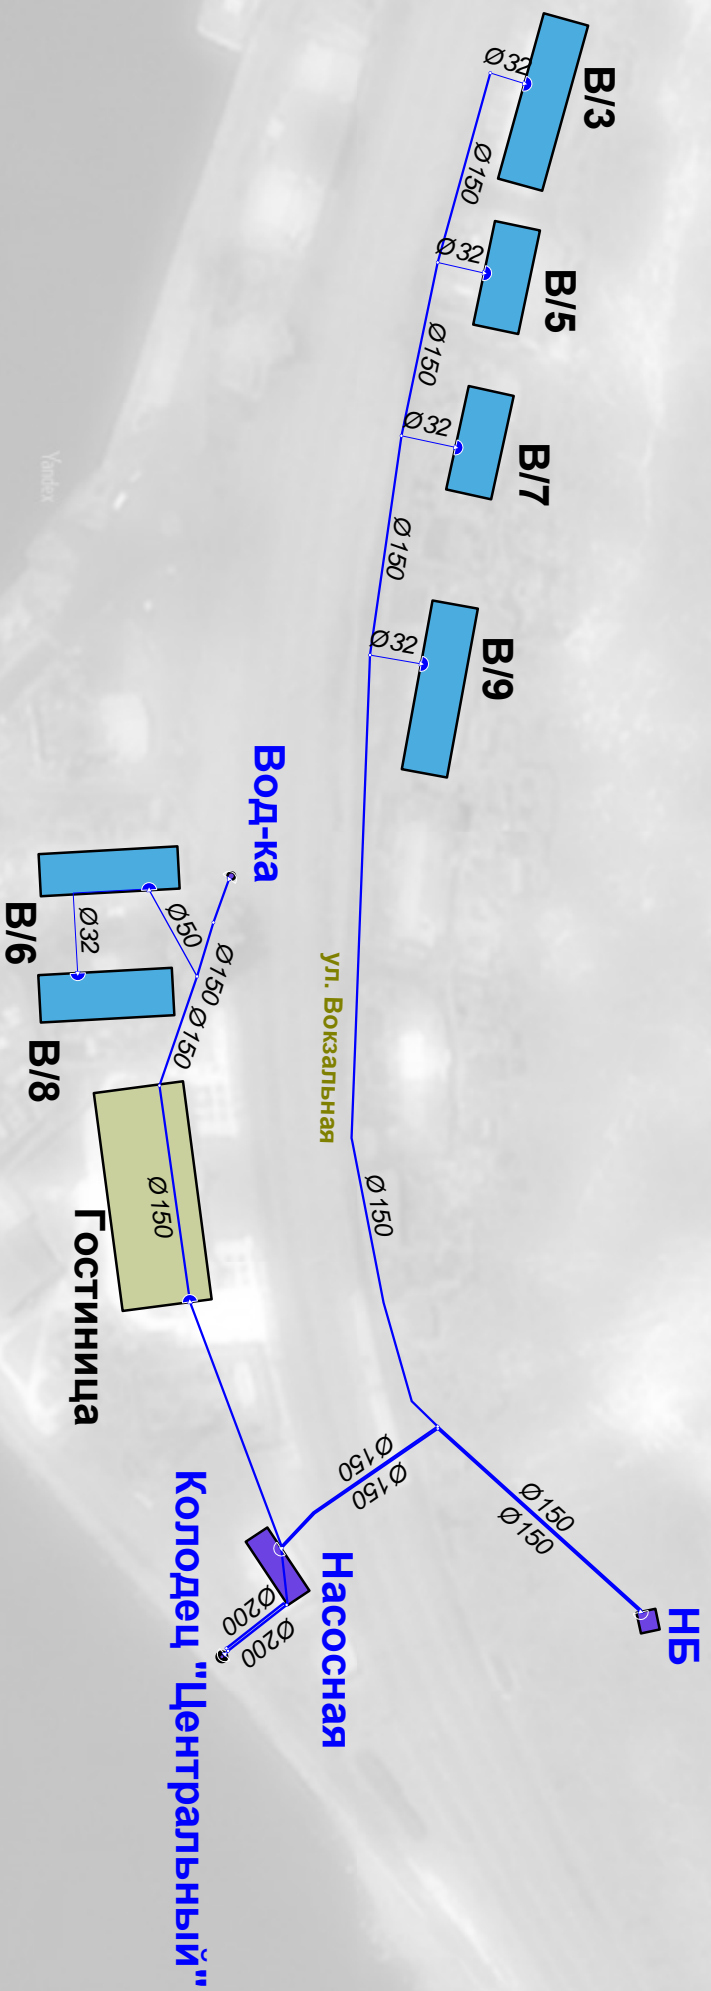 В/3
Ø32
Ø150
В/5
Ø32
Ø150
В/7
Ø32
Ø150
Yandex
В/9
Ø32
Вод-ка
В/6
Ø32
Ø50
Ø150
Ø150
В/8
ул. Вокзальная
Ø150
Гостиница
Ø150
Ø150
Ø150
Ø150
Ø150
НБ
Насосная
Ø200
Ø200
Колодец "Центральный"